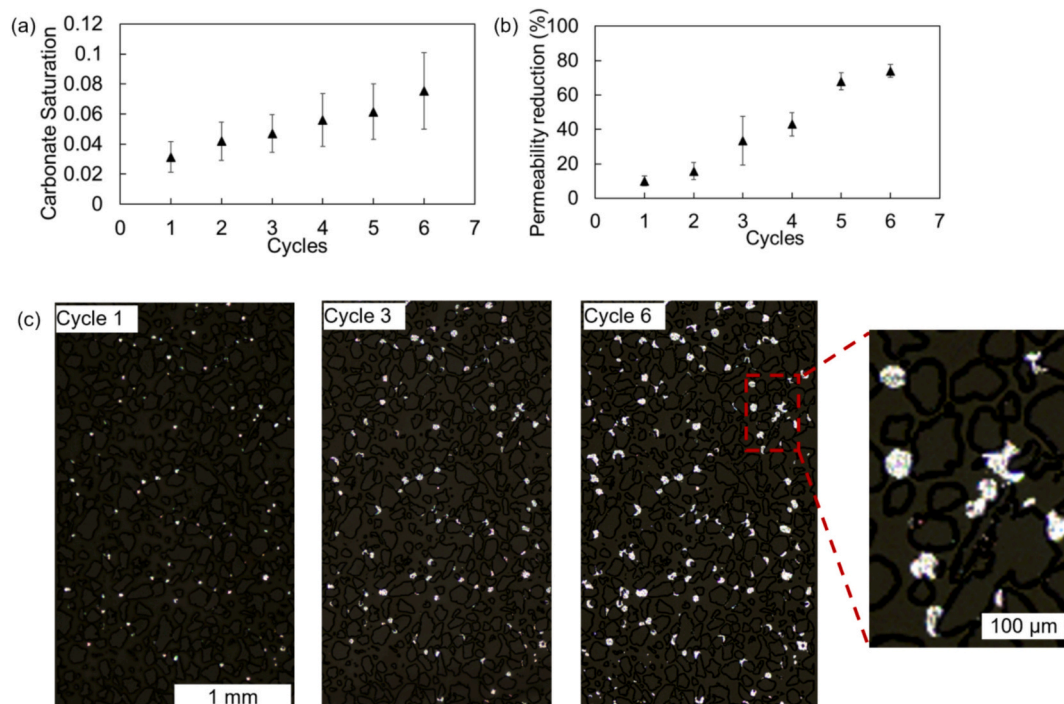 (a)
Carbonate Saturation
0.12
0.1
0.08
0.06
0.04
0.02
0
0 1 2 3 4 5 6 7
Cycles
(b)
Permeability reduction (%)
100
80
60
40
20
0
0 1 2 3 4 5 6 7
Cycles
(c)
Cycle 1
Cycle 3
Cycle 6
1 mm
100 µm